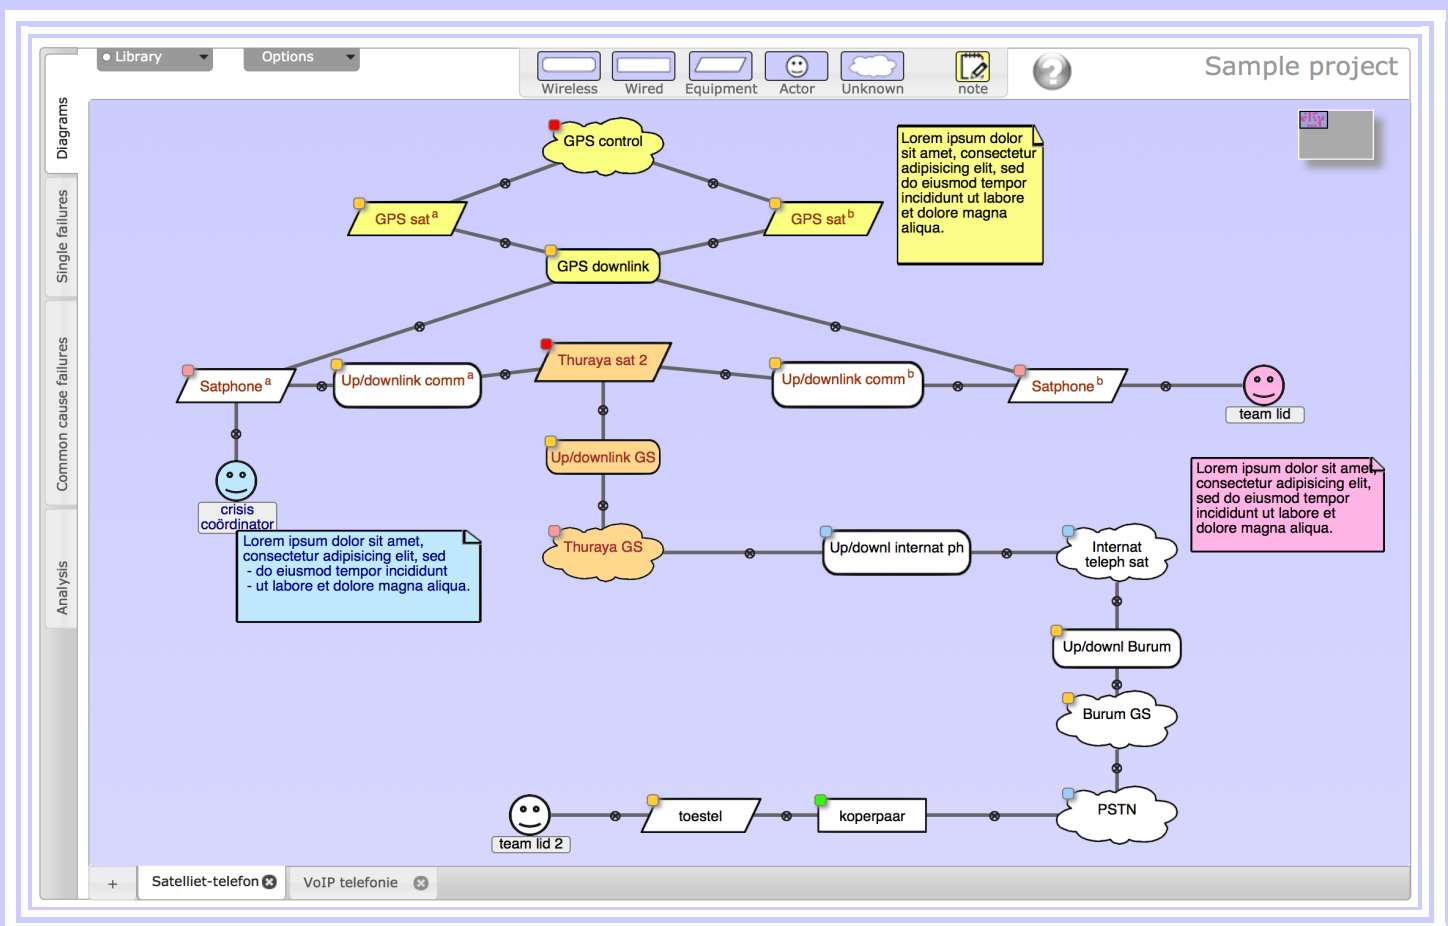 Library
Options
Wireless
Wired
Equipment
Actor
Unknown
note
?
Sample project
Diagrams
Single failures
Common cause failures
Analysis
GPS control
GPS sat a
GPS sat b
GPS downlink
Lorem ipsum dolor
sit amet, consectetur
adipisicing elit, sed
do eiusmod tempor
incididunt ut labore
et dolore magna
aliqua.
Satphone a
Up/downlink comm a
Thuraya sat 2
Up/downlink comm b
Satphone b
team lid
Up/downlink GS
crisis
coördinator
Lorem ipsum dolor sit amet,
consectetur adipisicing elit, sed
- do eiusmod tempor incididunt
- ut labore et dolore magna aliqua.
Lorem ipsum dolor sit amet,
consectetur adipisicing elit,
sed do eiusmod tempor
incididunt ut labore et
dolore magna aliqua.
Thuraya GS
Up/downl internat ph
Internat
teleph sat
Up/downl Burum
Burum GS
PSTN
koperpaar
toestel
team lid 2
+
Satelliet-telefon
VoIP telefonie